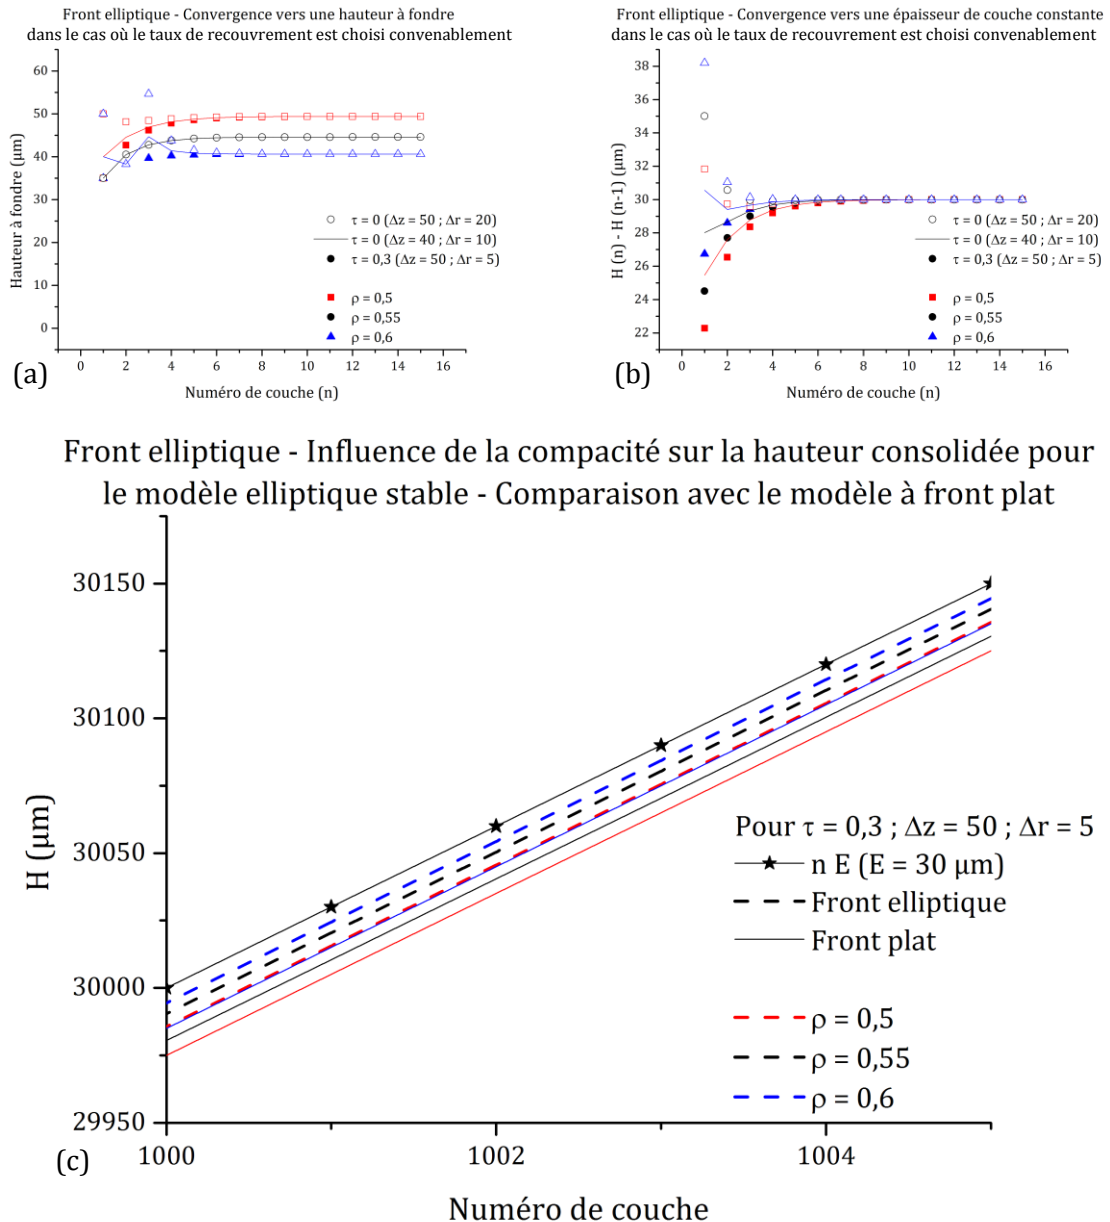 Front elliptique - Convergence vers une hauteur à fondre
dans le cas où le taux de recouvrement est choisi convenablement
60
50
40
30
20
10
0
Hauteur à fondre (µm)
τ = 0 (Δz = 50 ; Δr = 20)
τ = 0 (Δz = 40 ; Δr = 10)
τ = 0,3 (Δz = 50 ; Δr = 5)
ρ = 0,5
ρ = 0,55
ρ = 0,6
0 2 4 6 8 10 12 14 16
(a)
Numéro de couche (n)
Front elliptique - Convergence vers une épaisseur de couche constante
dans le cas où le taux de recouvrement est choisi convenablement
38
36
34
32
30
28
26
24
22
H (n) - H (n-1) (µm)
τ = 0 (Δz = 50 ; Δr = 20)
τ = 0 (Δz = 40 ; Δr = 10)
τ = 0,3 (Δz = 50 ; Δr = 5)
ρ = 0,5
ρ = 0,55
ρ = 0,6
0 2 4 6 8 10 12 14 16
(b)
Numéro de couche (n)
Front elliptique - Influence de la compacité sur la hauteur consolidée pour
le modèle elliptique stable - Comparaison avec le modèle à front plat
30150
30100
30050
30000
29950
H (µm)
Pour τ = 0,3 ; Δz = 50 ; Δr = 5
n E (E = 30 µm)
Front elliptique
Front plat
ρ = 0,5
ρ = 0,55
ρ = 0,6
1000 1002 1004
(c)
Numéro de couche